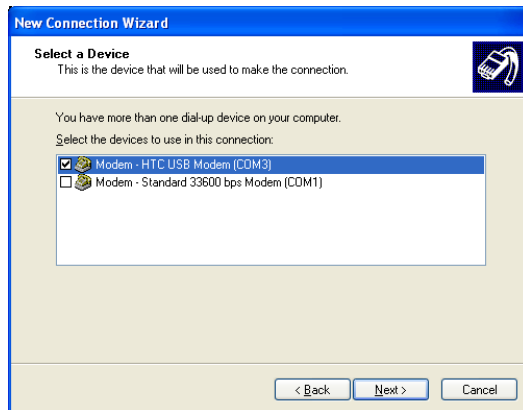 New Connection Wizard
Select a Device
This is the device that will be used to make the connection.
You have more than one dial-up device on your computer.
Select the devices to use in this connection:
Modem - HTC USB Modem (COM3)
Modem - Standard 33600 bps Modem (COM1)
< Back Next > Cancel